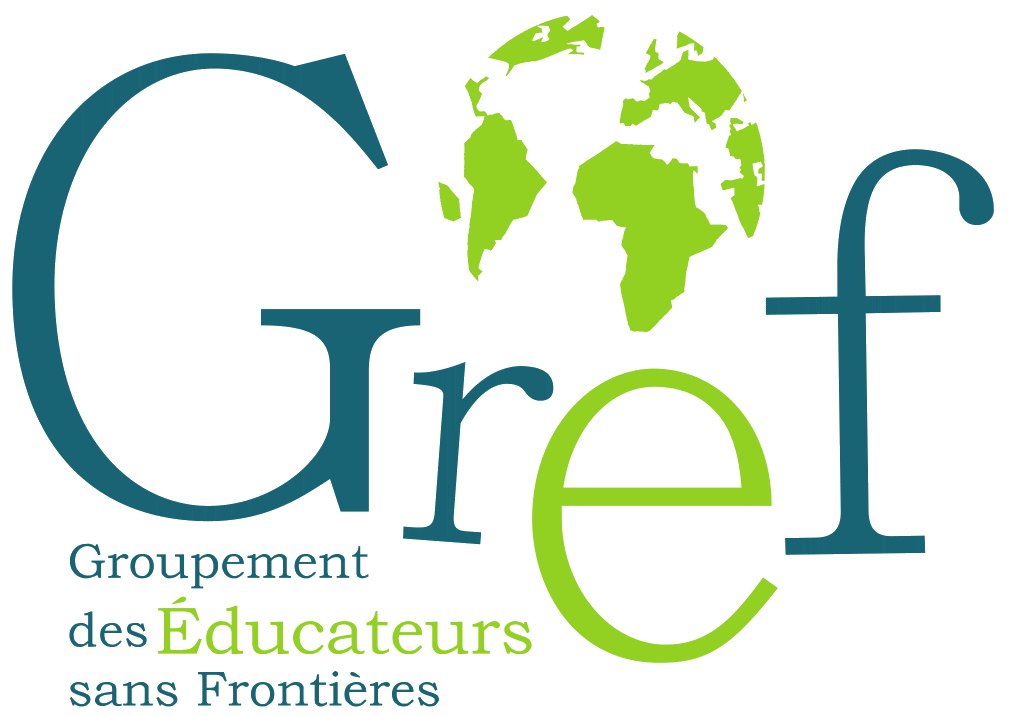 Gref
Groupement
des Éducateurs
sans Frontières